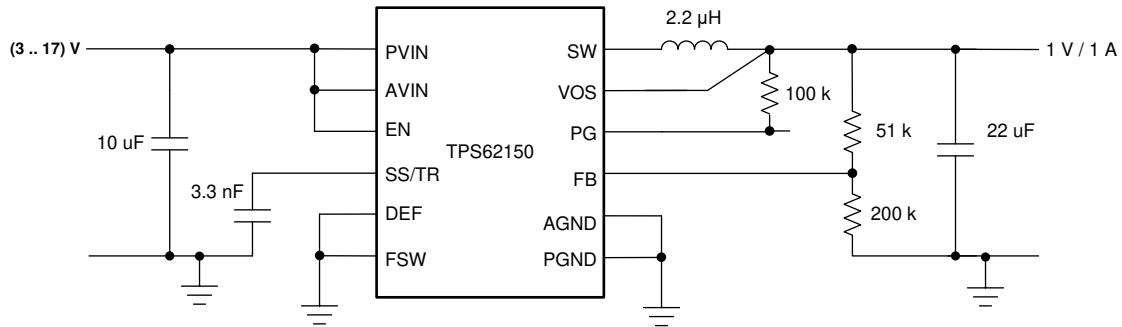 2.2 µH
(3 .. 17) V
PVIN
SW
1 V / 1 A
AVIN
VOS
100 k
10 uF
EN
PG
51 k
22 uF
TPS62150
3.3 nF
SS/TR
FB
DEF
AGND
200 k
FSW
PGND